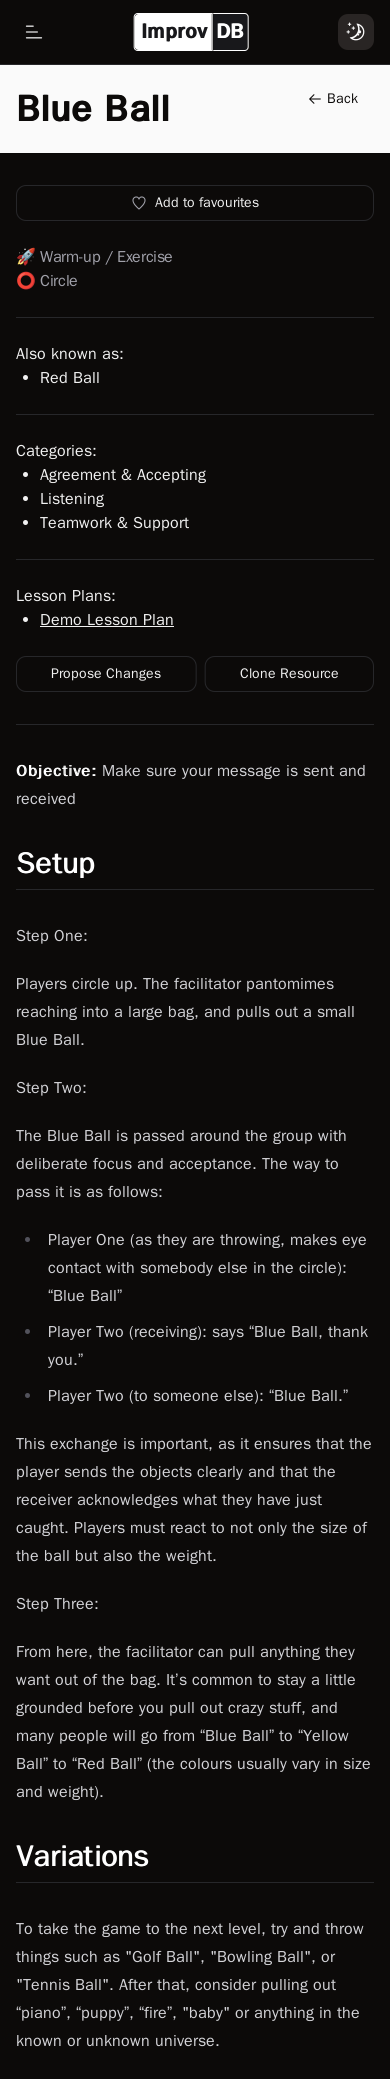 Improv DB
Blue Ball
← Back
Add to favourites
🚀 Warm-up / Exercise
⭕ Circle
Also known as:
• Red Ball
Categories:
• Agreement & Accepting
• Listening
• Teamwork & Support
Lesson Plans:
• Demo Lesson Plan
Propose Changes
Clone Resource
Objective: Make sure your message is sent and
received
Setup
Step One:
Players circle up. The facilitator pantomimes
reaching into a large bag, and pulls out a small
Blue Ball.
Step Two:
The Blue Ball is passed around the group with
deliberate focus and acceptance. The way to
pass it is as follows:
• Player One (as they are throwing, makes eye
contact with somebody else in the circle):
“Blue Ball”
• Player Two (receiving): says “Blue Ball, thank
you.”
• Player Two (to someone else): “Blue Ball.”
This exchange is important, as it ensures that the
player sends the objects clearly and that the
receiver acknowledges what they have just
caught. Players must react to not only the size of
the ball but also the weight.
Step Three:
From here, the facilitator can pull anything they
want out of the bag. It’s common to stay a little
grounded before you pull out crazy stuff, and
many people will go from “Blue Ball” to “Yellow
Ball” to “Red Ball” (the colours usually vary in size
and weight).
Variations
To take the game to the next level, try and throw
things such as "Golf Ball", "Bowling Ball", or
"Tennis Ball". After that, consider pulling out
“piano”, “puppy”, “fire”, "baby" or anything in the
known or unknown universe.